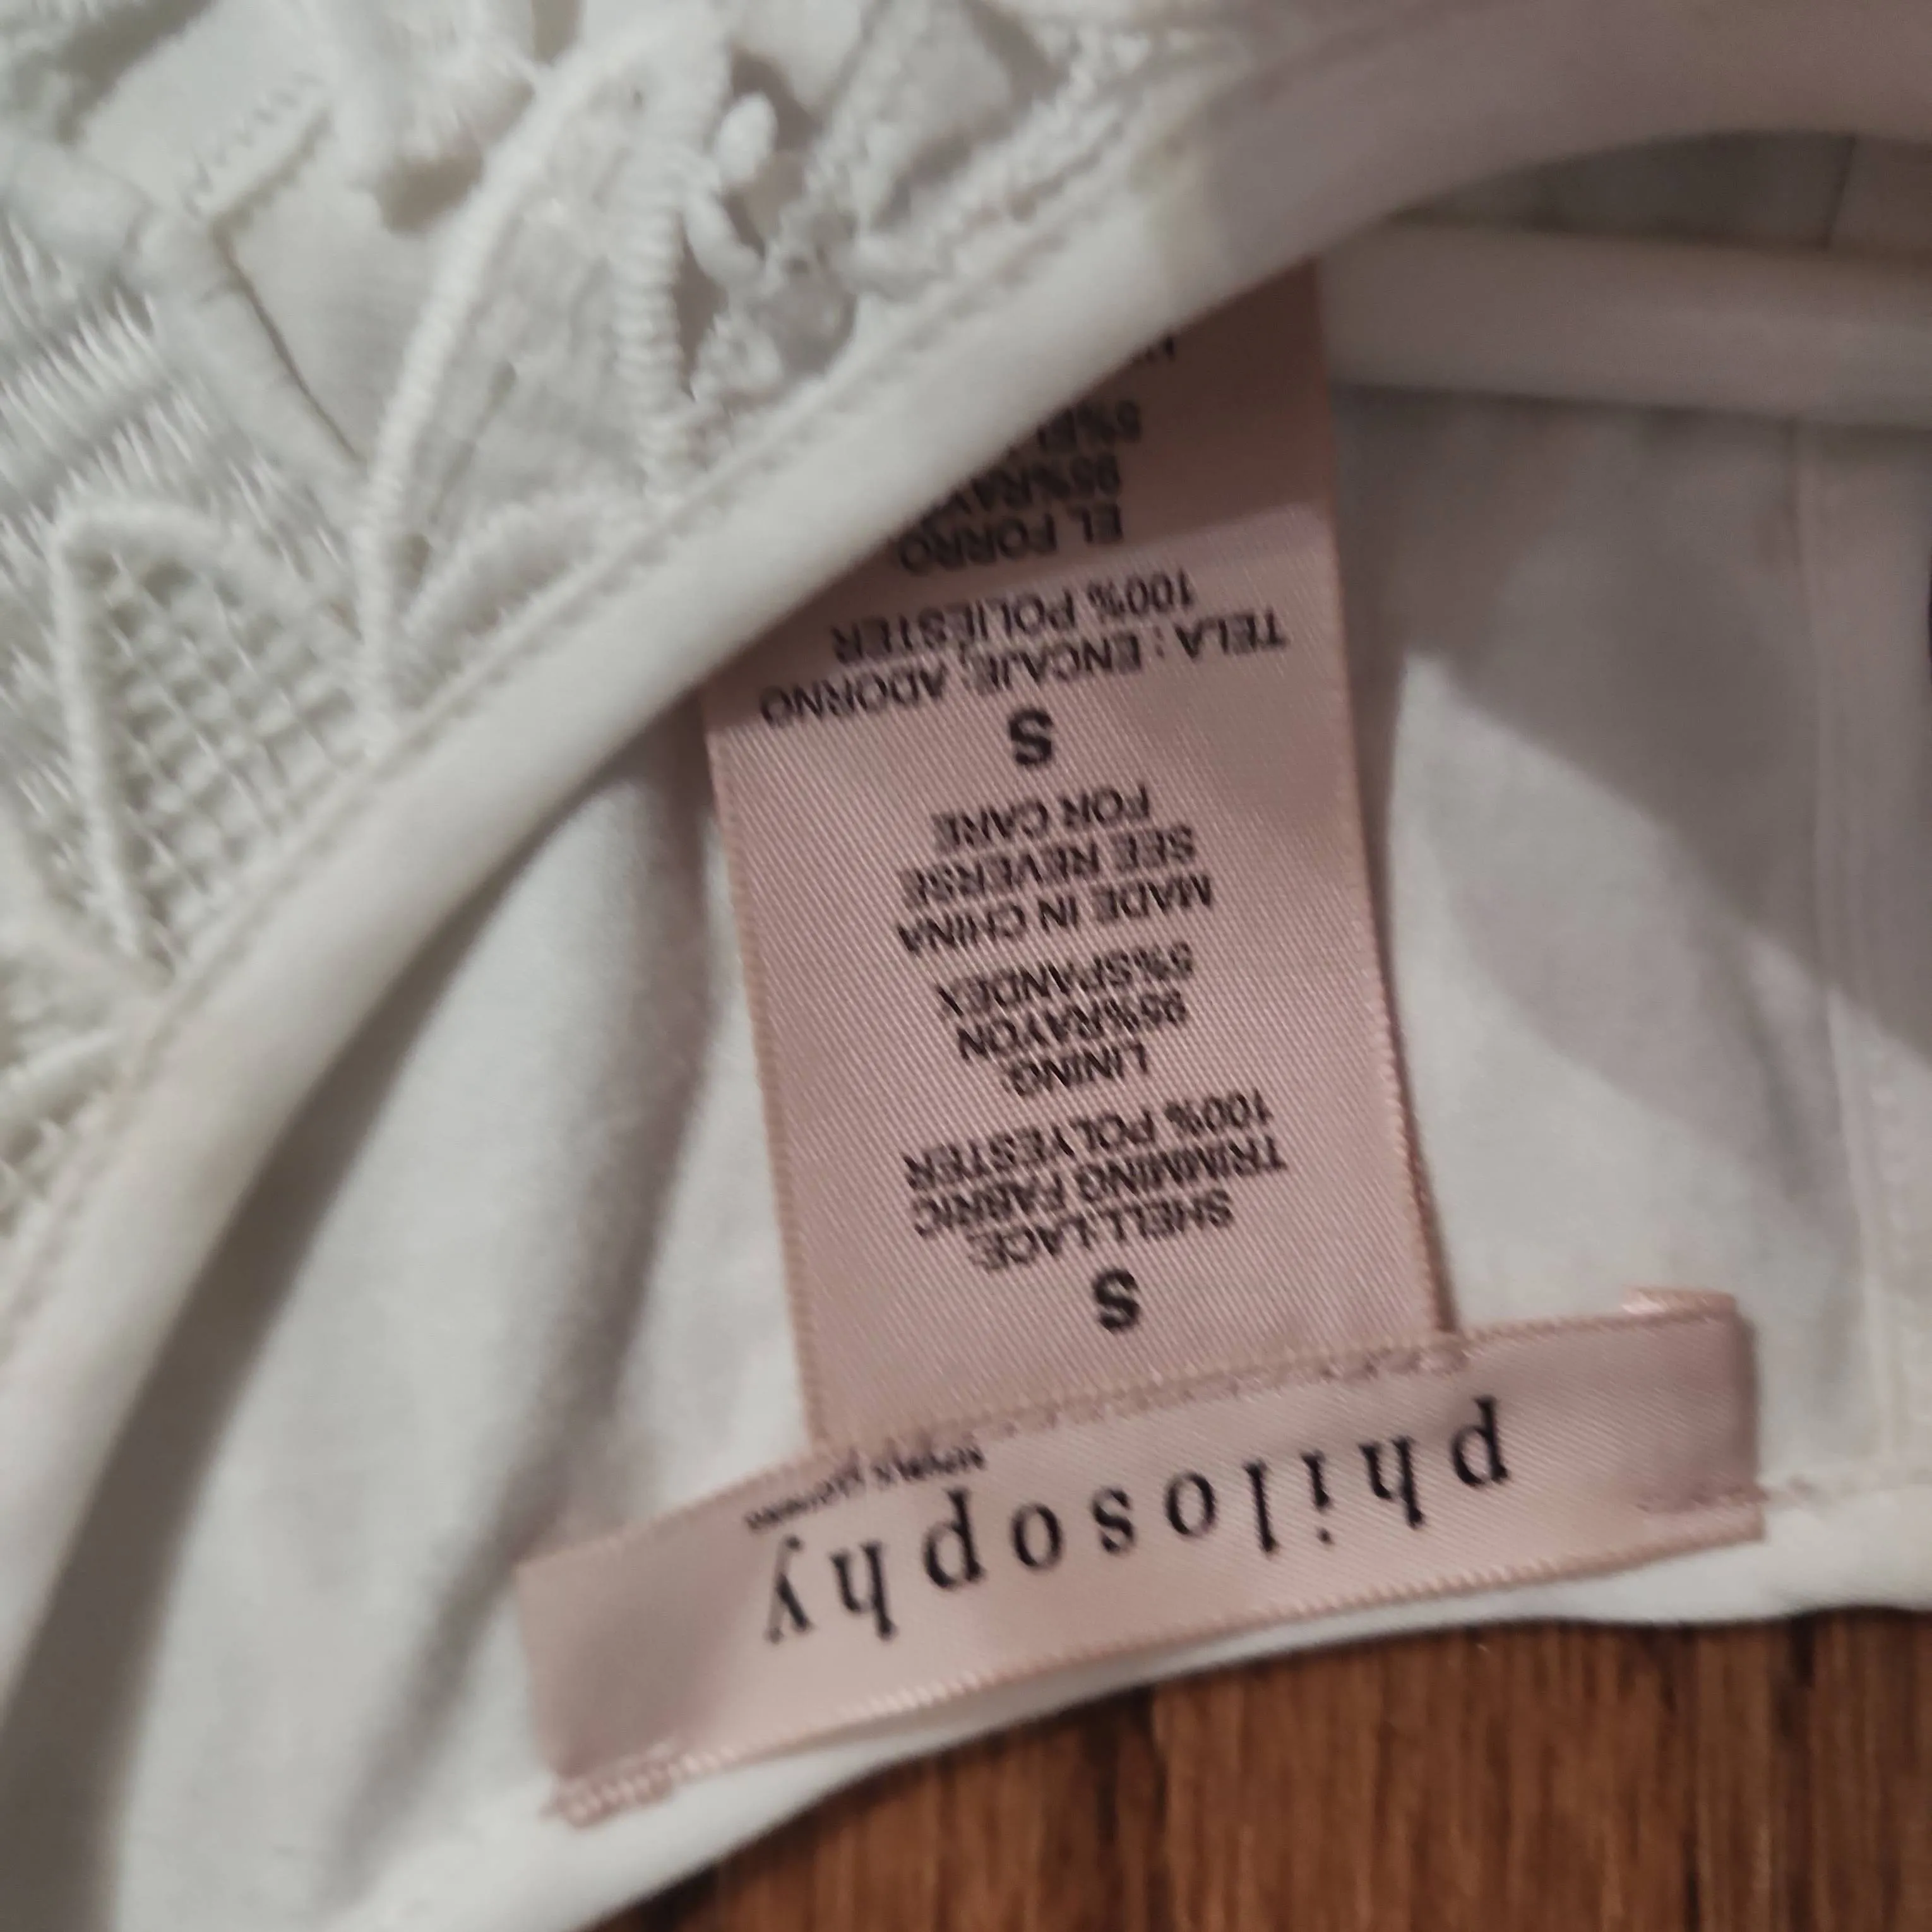 philosophy
S
SHELL:LACE
TRIMMING FABRIC
100% POLYESTER
LINING:
95%RAYON
5%SPANDEX
MADE IN CHINA
SEE REVERSE
FOR CARE
S
TELA : ENCAJE, ADORNO
100% POLIESTER
EL FORRO